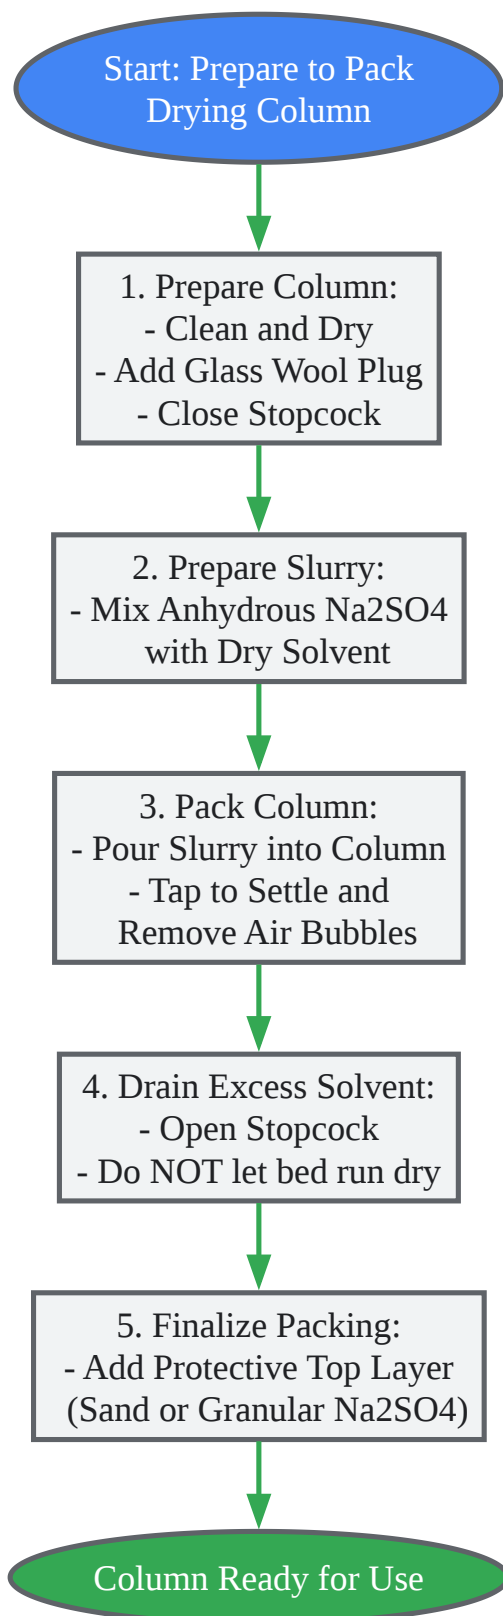 Start: Prepare to Pack
Drying Column
1. Prepare Column:
- Clean and Dry
- Add Glass Wool Plug
- Close Stopcock
2. Prepare Slurry:
- Mix Anhydrous Na2SO4
with Dry Solvent
3. Pack Column:
- Pour Slurry into Column
- Tap to Settle and
Remove Air Bubbles
4. Drain Excess Solvent:
- Open Stopcock
- Do NOT let bed run dry
5. Finalize Packing:
- Add Protective Top Layer
(Sand or Granular Na2SO4)
Column Ready for Use